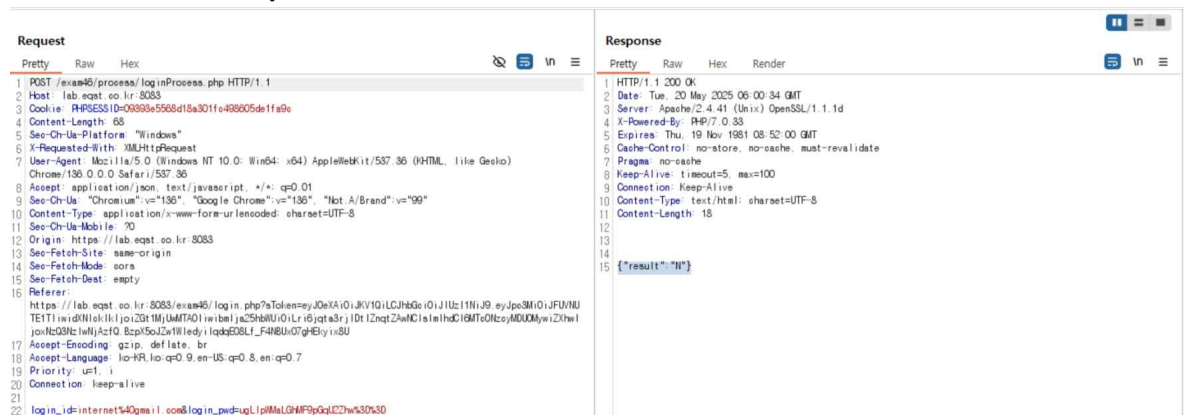 Request
Pretty Raw Hex
\n
1 POST /exam46/process/loginProcess.php HTTP/1.1
2 Host: lab.eqst.co.kr:8083
3 Cookie: PHPSESSID=09393e5568d18a301fc498605de1fa9c
4 Content-Length: 68
5 Sec-Ch-Ua-Platform: "Windows"
6 X-Requested-With: XMLHttpRequest
7 User-Agent: Mozilla/5.0 (Windows NT 10.0; Win64; x64) AppleWebKit/537.36 (KHTML, like Gecko)
Chrome/136.0.0.0 Safari/537.36
8 Accept: application/json, text/javascript, */*; q=0.01
9 Sec-Ch-Ua: "Chromium";v="136", "Google Chrome";v="136", "Not.A/Brand";v="99"
10 Content-Type: application/x-www-form-urlencoded; charset=UTF-8
11 Sec-Ch-Ua-Mobile: ?0
12 Origin: https://lab.eqst.co.kr:8083
13 Sec-Fetch-Site: same-origin
14 Sec-Fetch-Mode: cors
15 Sec-Fetch-Dest: empty
16 Referer:
17 Accept-Encoding: gzip, deflate, br
18 Accept-Language: ko-KR,ko;q=0.9,en-US;q=0.8,en;q=0.7
19 Priority: u=1, i
20 Connection: keep-alive
21
22 login_id=internet%40gmail.com&login_pwd=ugLlpWMaLGhMF9pGqU2Zhw%3D%3D
Response
Pretty Raw Hex Render
\n
1 HTTP/1.1 200 OK
2 Date: Tue, 20 May 2025 06:00:34 GMT
3 Server: Apache/2.4.41 (Unix) OpenSSL/1.1.1d
4 X-Powered-By: PHP/7.0.33
5 Expires: Thu, 19 Nov 1981 08:52:00 GMT
6 Cache-Control: no-store, no-cache, must-revalidate
7 Pragma: no-cache
8 Keep-Alive: timeout=5, max=100
9 Connection: Keep-Alive
10 Content-Type: text/html; charset=UTF-8
11 Content-Length: 18
12
13
14
15 {"result":"N"}